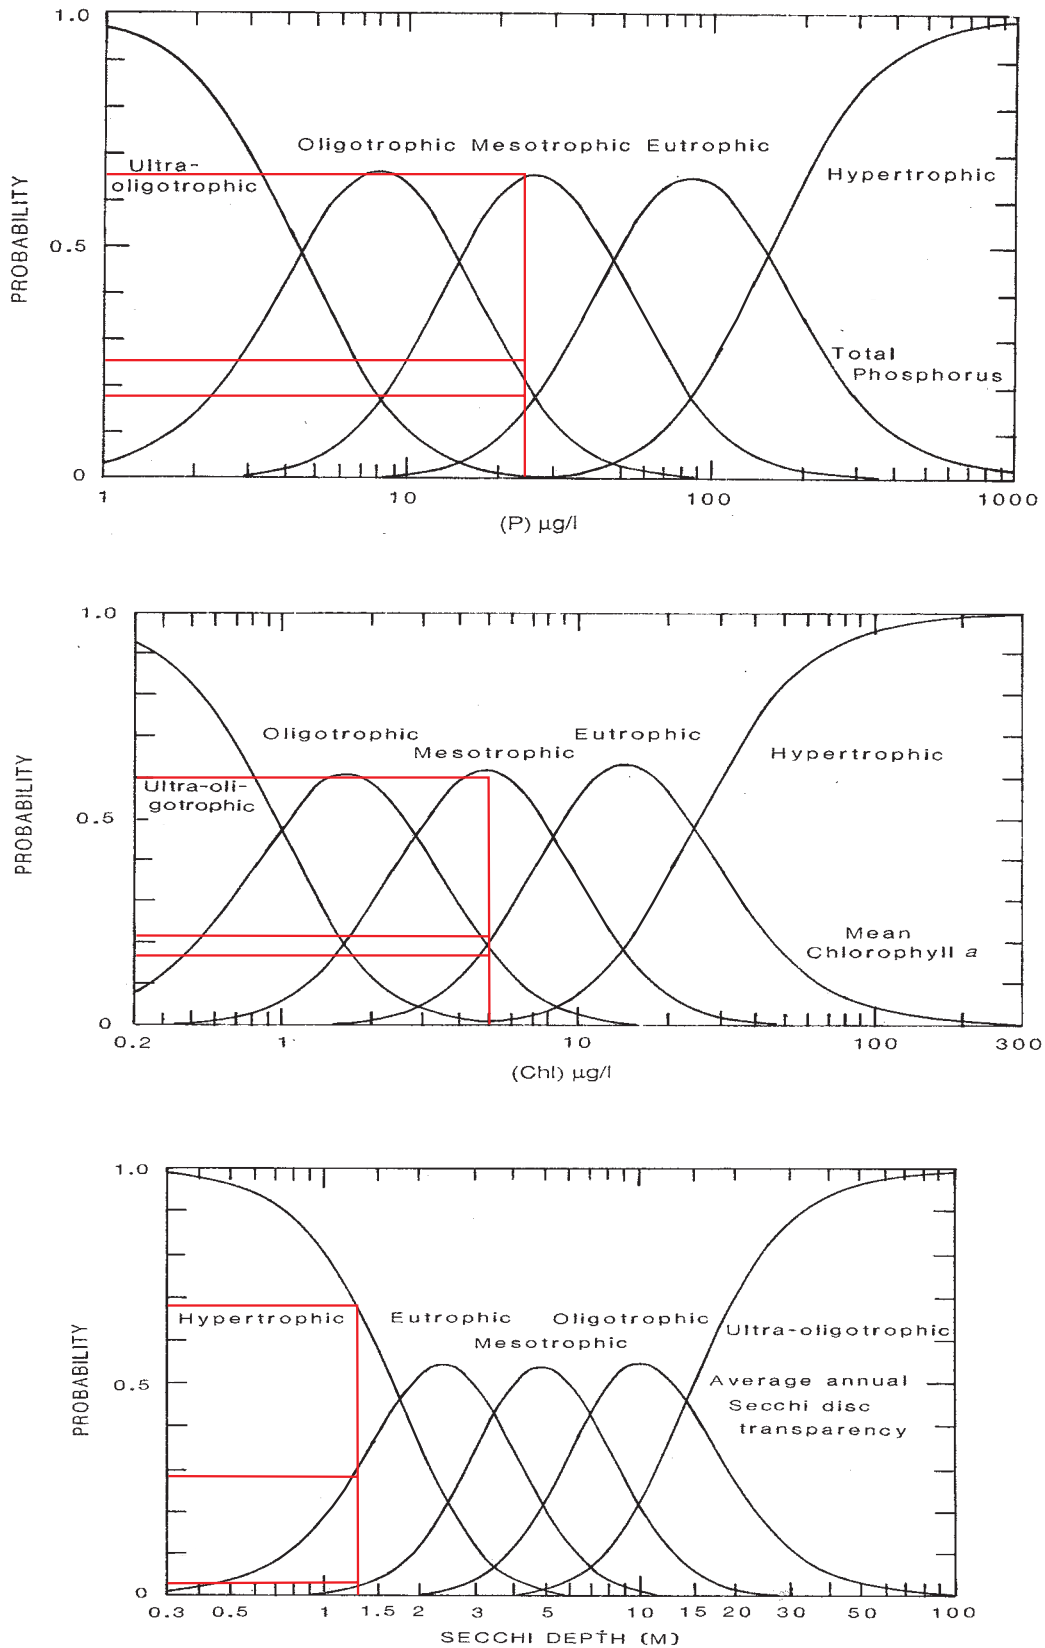 1.0
Oligotrophic Mesotrophic Eutrophic
Ultra-
oligotrophic
Hypertrophic
PROBABILITY
0.5
Total
Phosphorus
0
1 10 100 1000
(P) µg/l
1.0
Oligotrophic
Mesotrophic
Eutrophic
Hypertrophic
Ultra-oli-
gotrophic
PROBABILITY
0.5
Mean
Chlorophyll a
0
0.2 1 10 100 300
(Chl) µg/l
1.0
Hypertrophic
Eutrophic
Mesotrophic
Oligotrophic
Ultra-oligotrophic
PROBABILITY
0.5
Average annual
Secchi disc
transparency
0
0.3 0.5 1 1.5 2 3 5 10 15 20 30 50 100
SECCHI DEPTH (M)